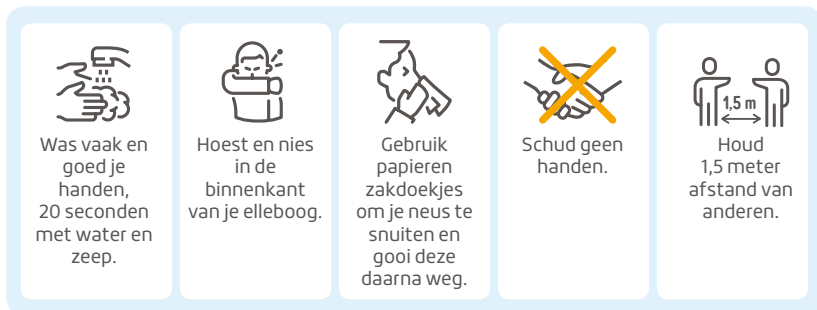 Was vaak en
goed je
handen,
20 seconden
met water en
zeep.
Hoest en nies
in de
binnenkant
van je elleboog.
Gebruik
papieren
zakdoekjes
om je neus te
snuiten en
gooi deze
daarna weg.
Schud geen
handen.
1,5 m
Houd
1,5 meter
afstand van
anderen.